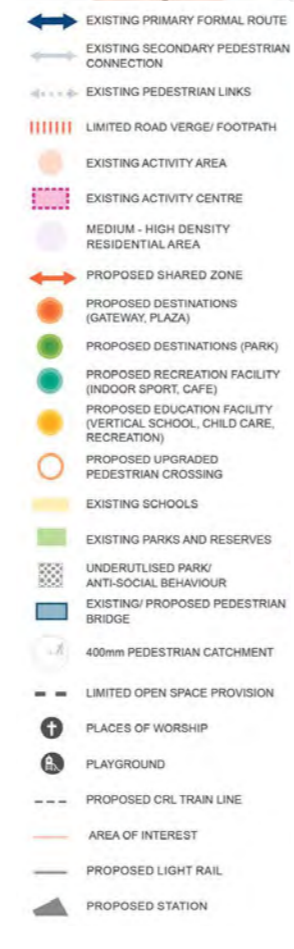 EXISTING PRIMARY FORMAL ROUTE
EXISTING SECONDARY PEDESTRIAN
CONNECTION
EXISTING PEDESTRIAN LINKS
LIMITED ROAD VERGE/ FOOTPATH
EXISTING ACTIVITY AREA
EXISTING ACTIVITY CENTRE
MEDIUM - HIGH DENSITY
RESIDENTIAL AREA
PROPOSED SHARED ZONE
PROPOSED DESTINATIONS
(GATEWAY, PLAZA)
PROPOSED DESTINATIONS (PARK)
PROPOSED RECREATION FACILITY
(INDOOR SPORT, CAFE)
PROPOSED EDUCATION FACILITY
(VERTICAL SCHOOL, CHILD CARE,
RECREATION)
PROPOSED UPGRADED
PEDESTRIAN CROSSING
EXISTING SCHOOLS
EXISTING PARKS AND RESERVES
UNDERUTLISED PARK/
ANTI-SOCIAL BEHAVIOUR
EXISTING/ PROPOSED PEDESTRIAN
BRIDGE
400mm PEDESTRIAN CATCHMENT
LIMITED OPEN SPACE PROVISION
PLACES OF WORSHIP
PLAYGROUND
PROPOSED CRL TRAIN LINE
AREA OF INTEREST
PROPOSED LIGHT RAIL
PROPOSED STATION